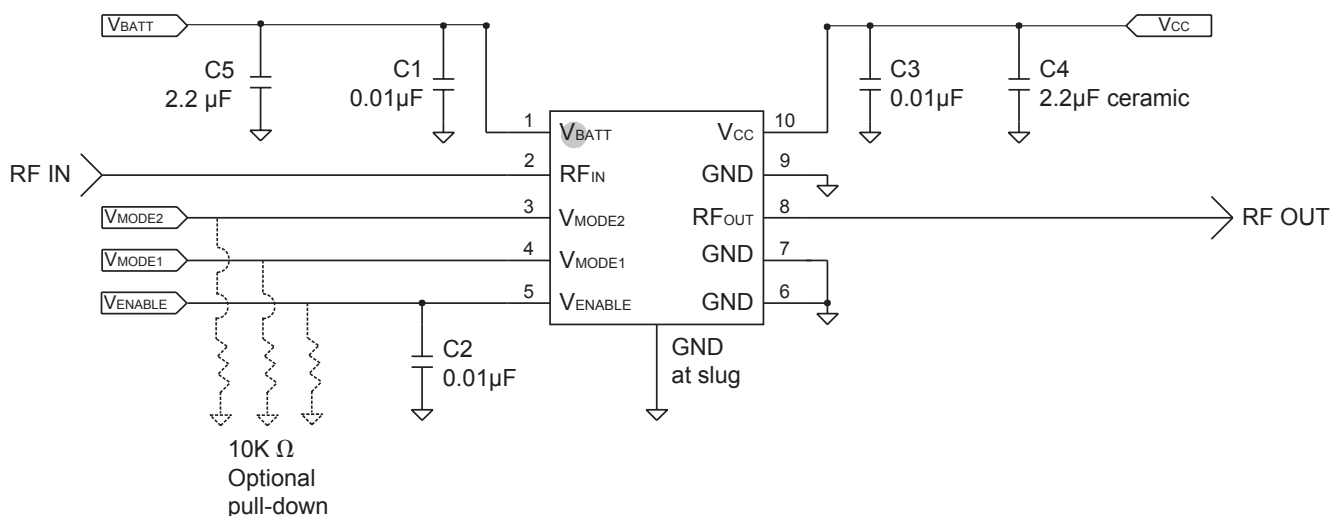 VBATT
VCC
C5
2.2 µF
C1
0.01µF
C3
0.01µF
C4
2.2µF ceramic
1
VBATT
VCC
10
RF IN
2
RFIN
GND
9
VMODE2
3
VMODE2
RFOUT
8
RF OUT
VMODE1
4
VMODE1
GND
7
VENABLE
5
VENABLE
GND
6
C2
0.01µF
GND
at slug
10K Ω
Optional
pull-down